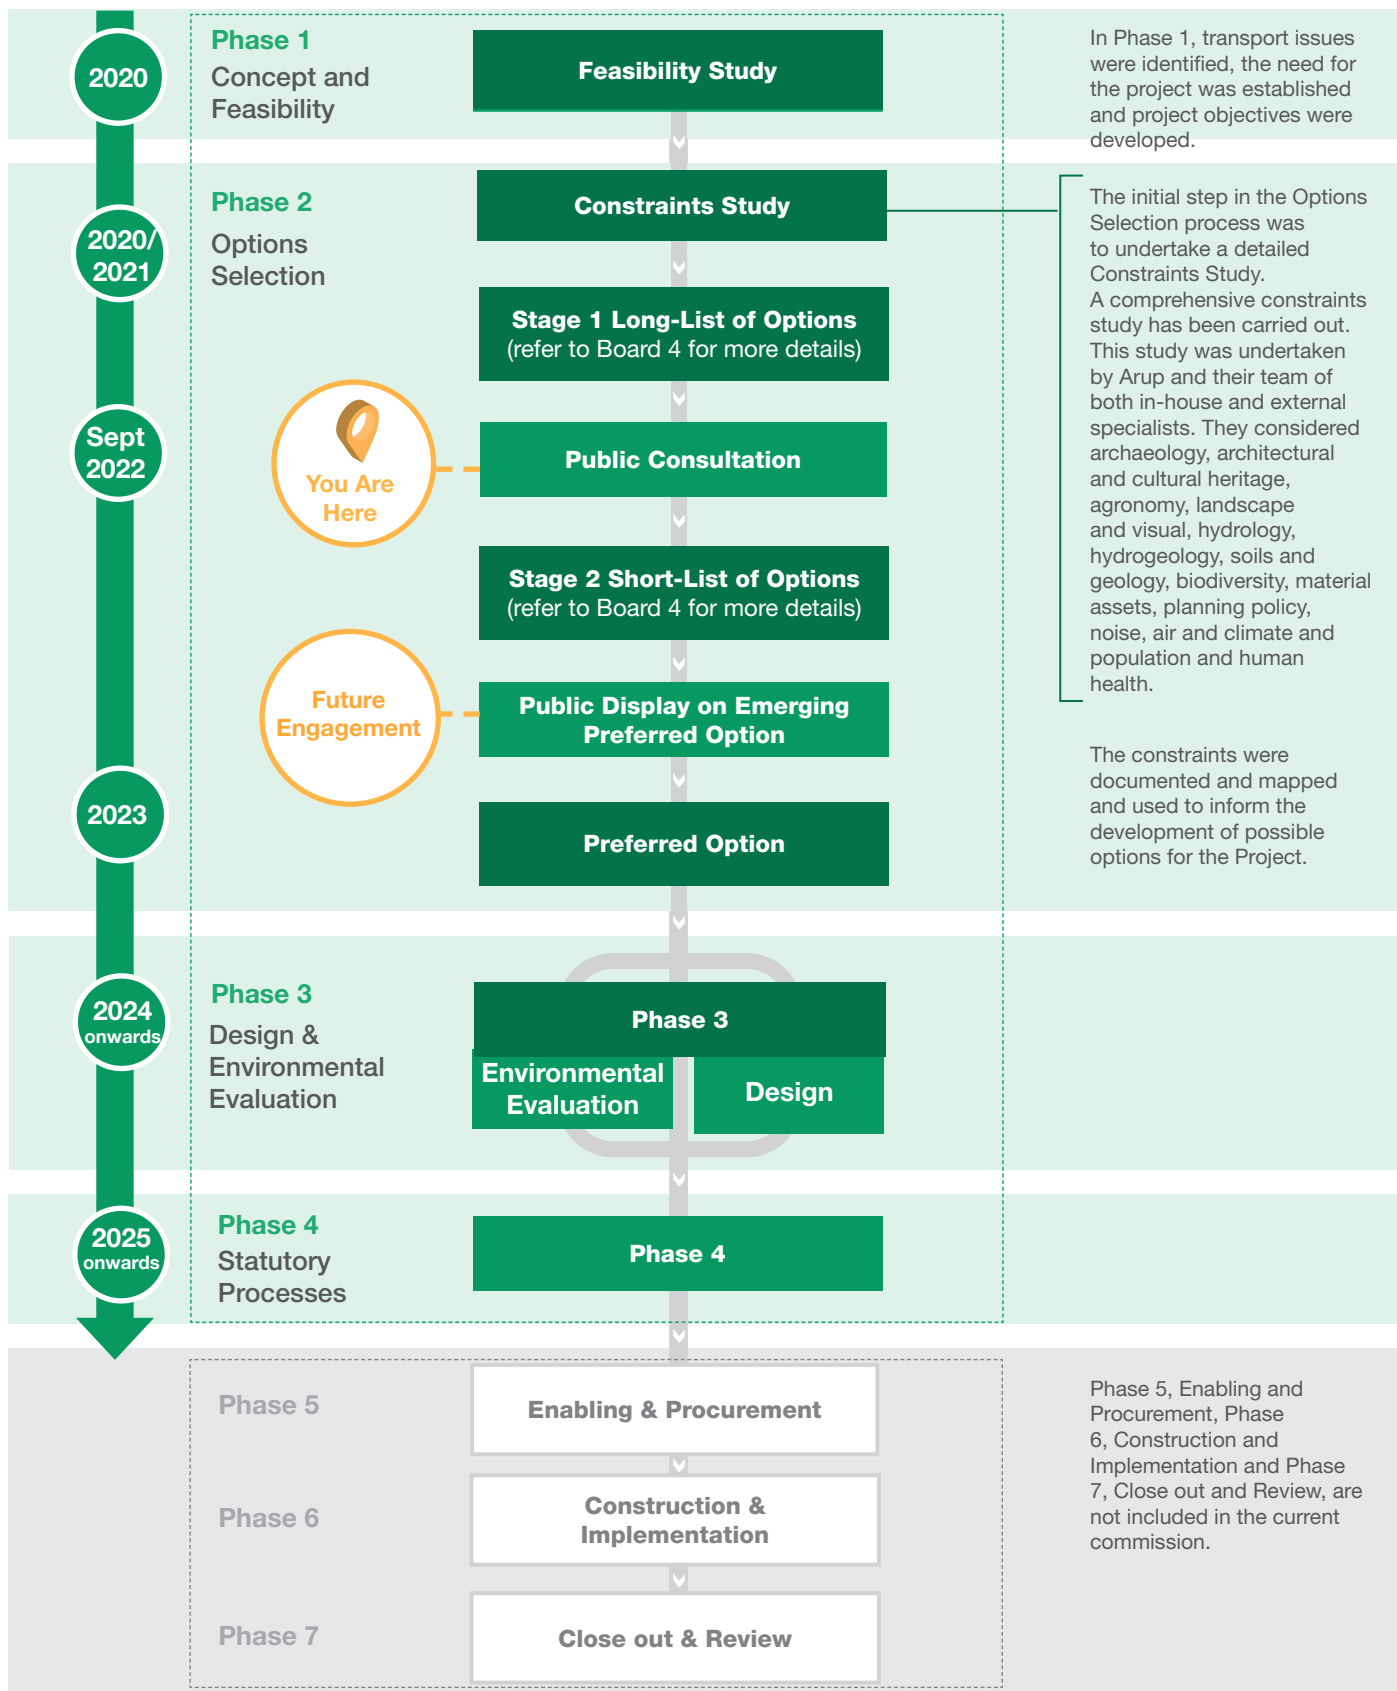 2020
Phase 1
Concept and
Feasibility
Feasibility Study
In Phase 1, transport issues
were identified, the need for
the project was established
and project objectives were
developed.
2020/
2021
Phase 2
Options
Selection
Constraints Study
The initial step in the Options
Selection process was
to undertake a detailed
Constraints Study.
A comprehensive constraints
study has been carried out.
This study was undertaken
by Arup and their team of
both in-house and external
specialists. They considered
archaeology, architectural
and cultural heritage,
agronomy, landscape
and visual, hydrology,
hydrogeology, soils and
geology, biodiversity, material
assets, planning policy,
noise, air and climate and
population and human
health.
Stage 1 Long-List of Options
(refer to Board 4 for more details)
Sept
2022
You Are
Here
Public Consultation
Stage 2 Short-List of Options
(refer to Board 4 for more details)
Future
Engagement
Public Display on Emerging
Preferred Option
The constraints were
documented and mapped
and used to inform the
development of possible
options for the Project.
2023
Preferred Option
2024
onwards
Phase 3
Design &
Environmental
Evaluation
Phase 3
Environmental
Evaluation
Design
2025
onwards
Phase 4
Statutory
Processes
Phase 4
Phase 5
Enabling & Procurement
Phase 5, Enabling and
Procurement, Phase
6, Construction and
Implementation and Phase
7, Close out and Review, are
not included in the current
commission.
Phase 6
Construction &
Implementation
Phase 7
Close out & Review